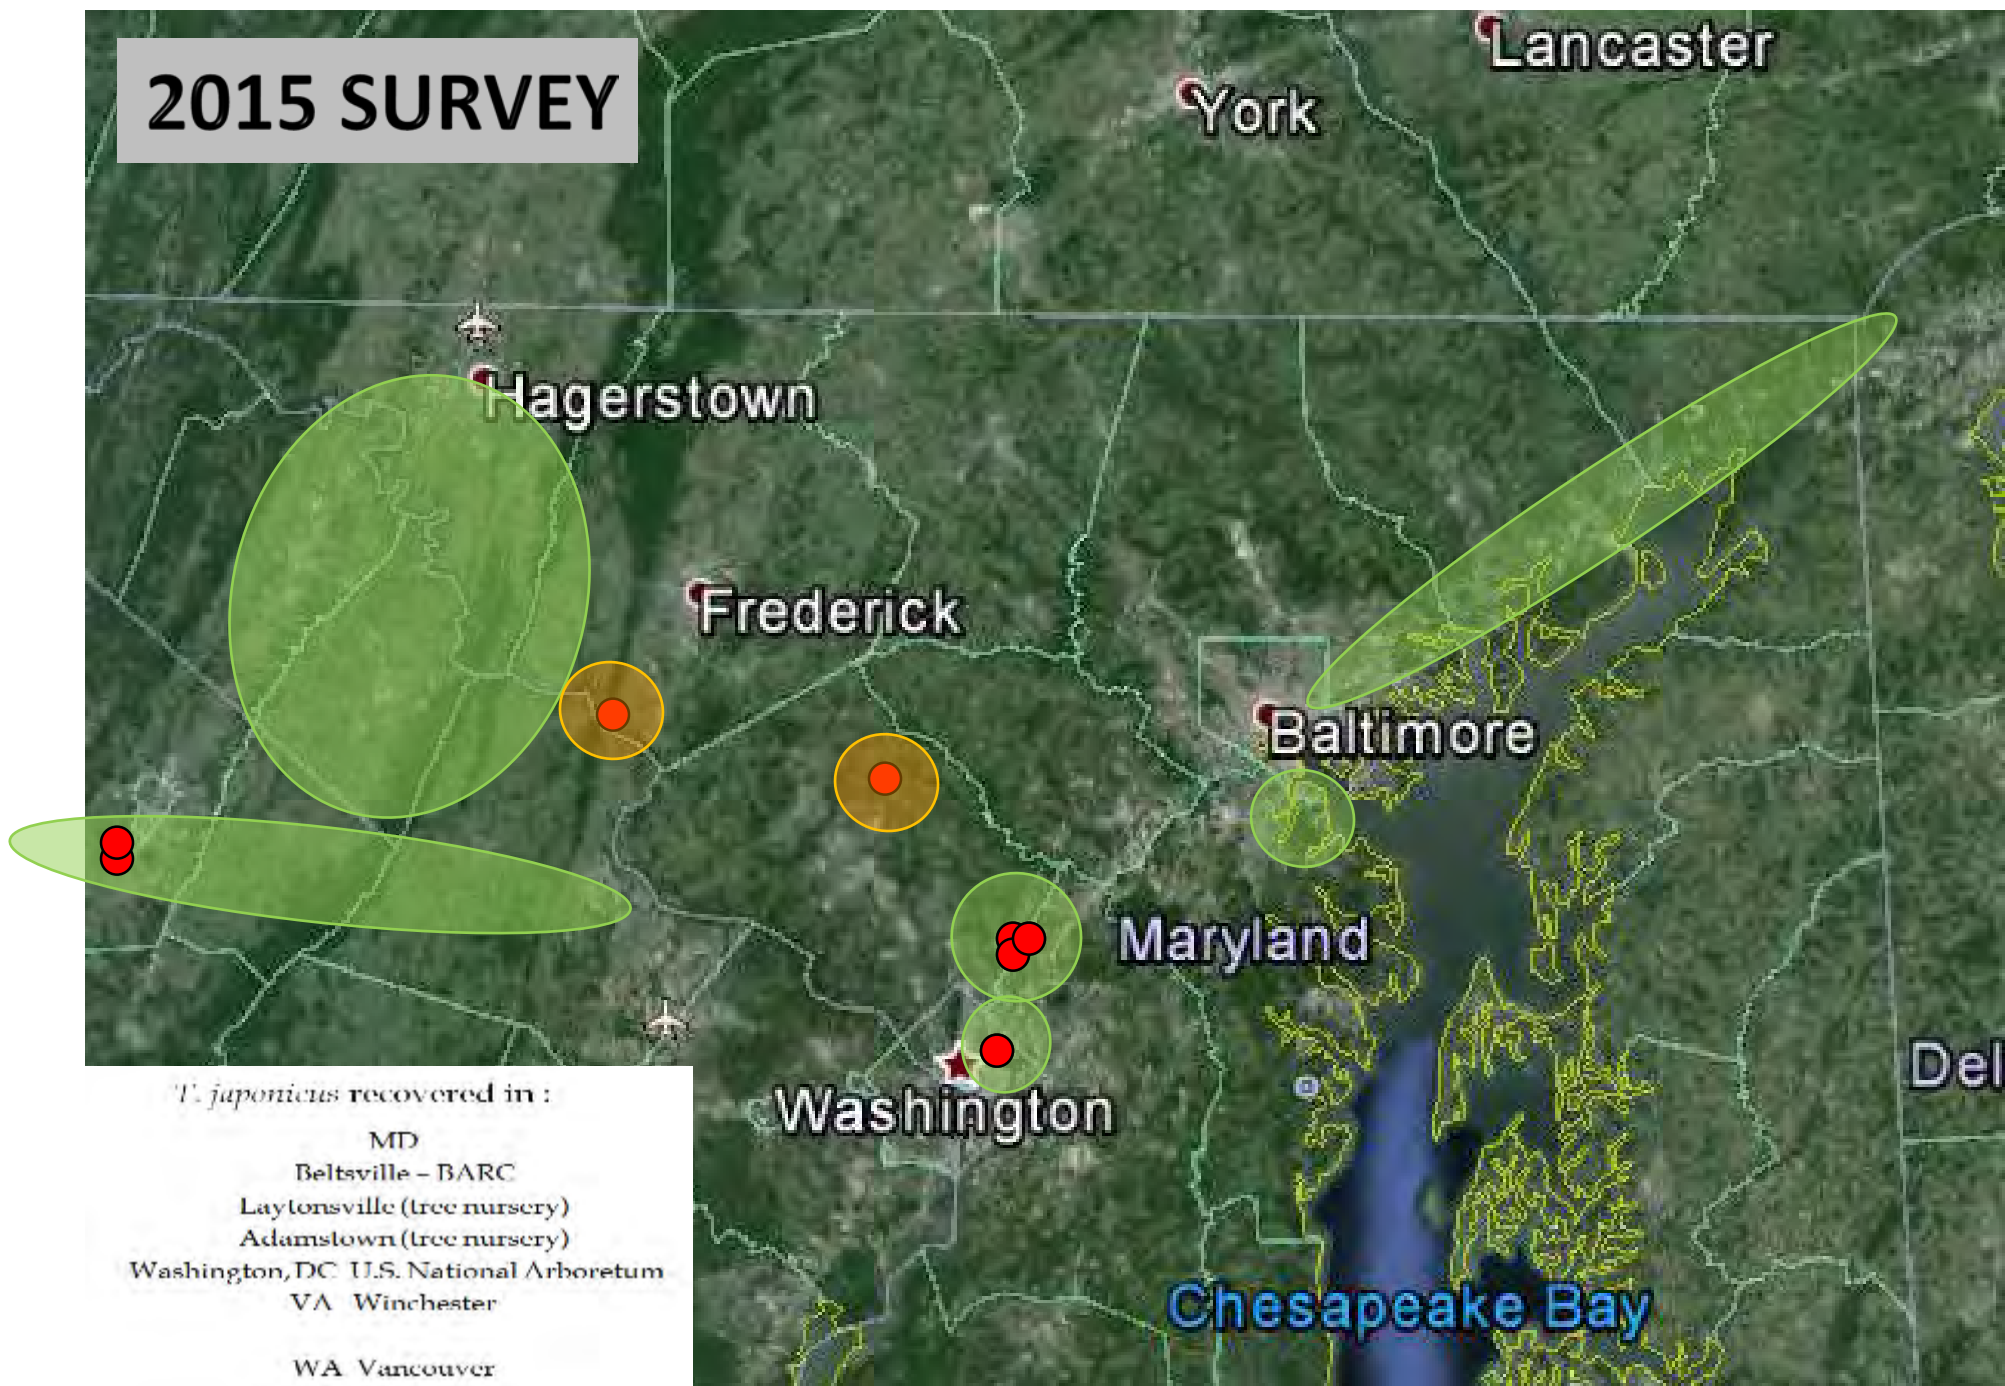 2015 SURVEY
Lancaster
York
Hagerstown
Frederick
Baltimore
Maryland
Del
Washington
Chesapeake Bay
T. japonicus recovered in :
MD
Beltsville – BARC
Laytonsville (tree nursery)
Adamstown (tree nursery)
Washington, DC U.S. National Arboretum
VA Winchester
WA Vancouver